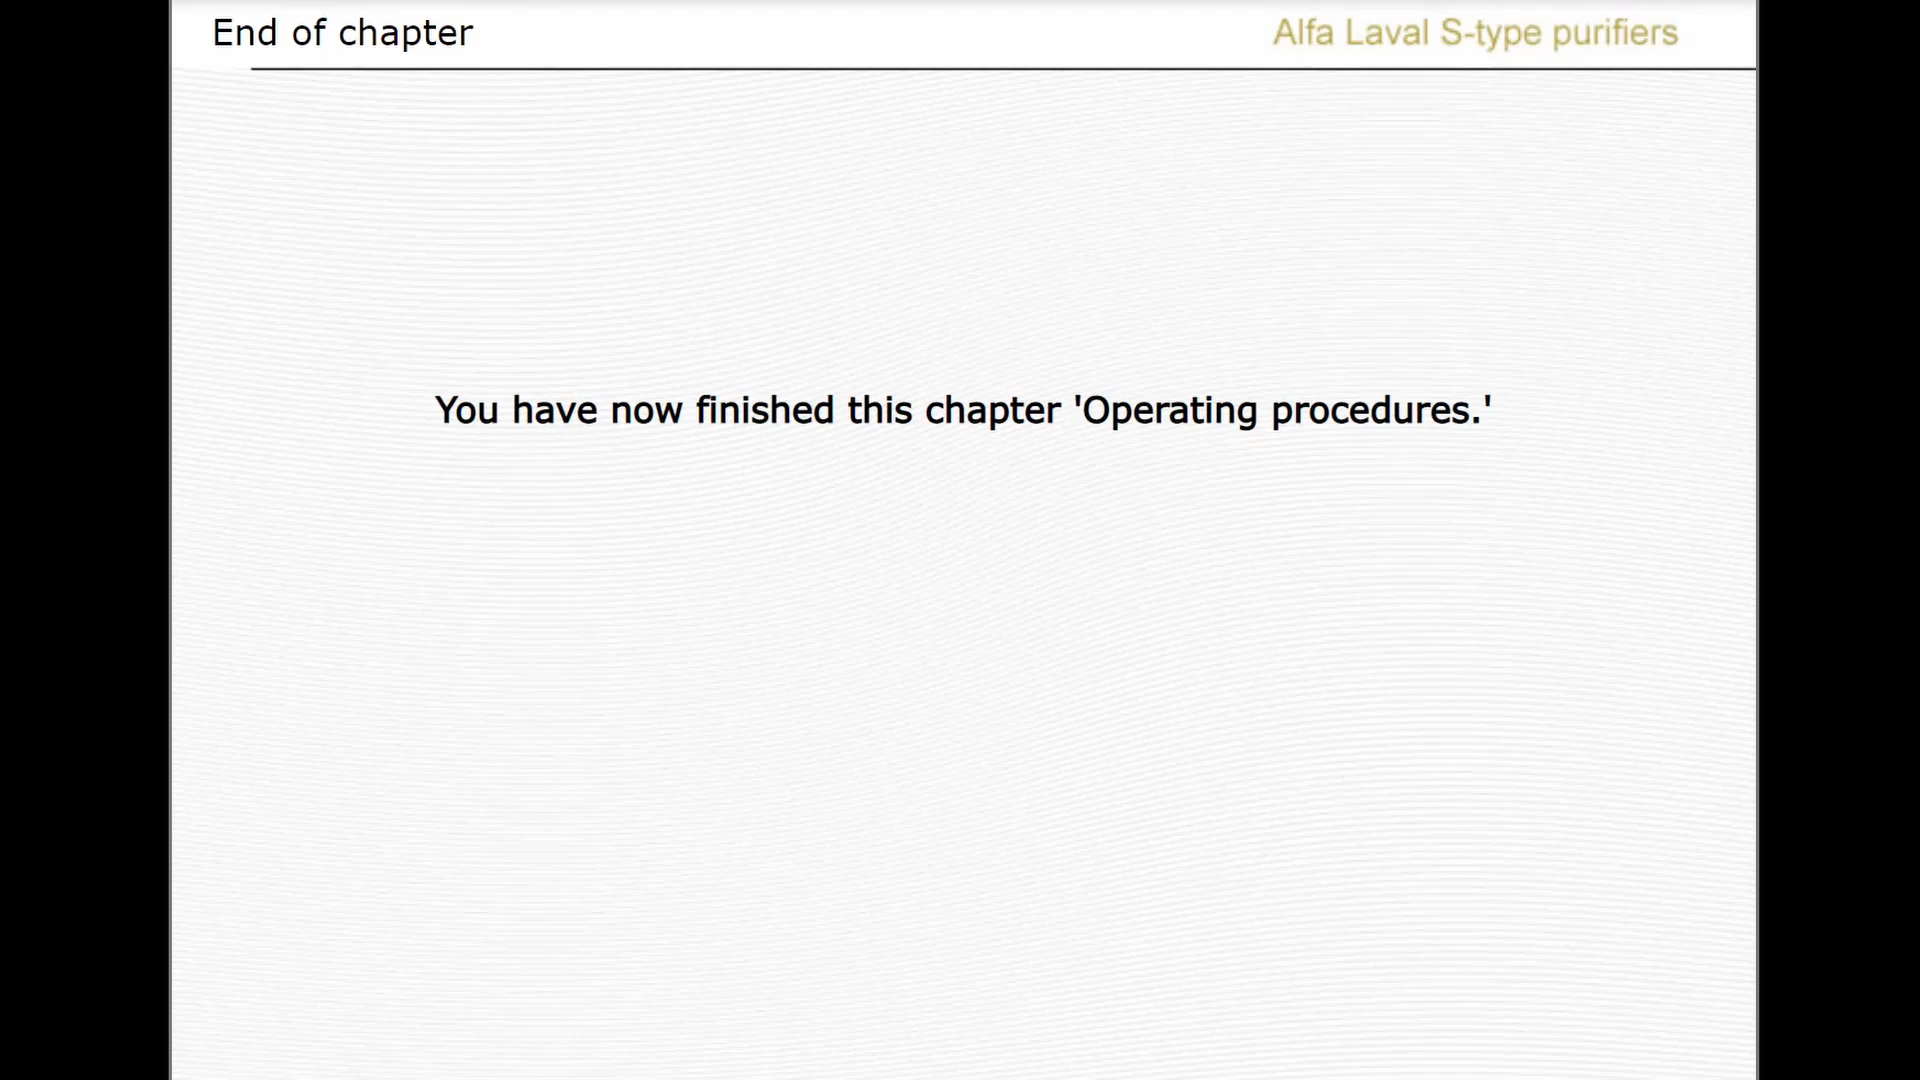 End of chapter
Alfa Laval S-type purifiers
You have now finished this chapter 'Operating procedures.'